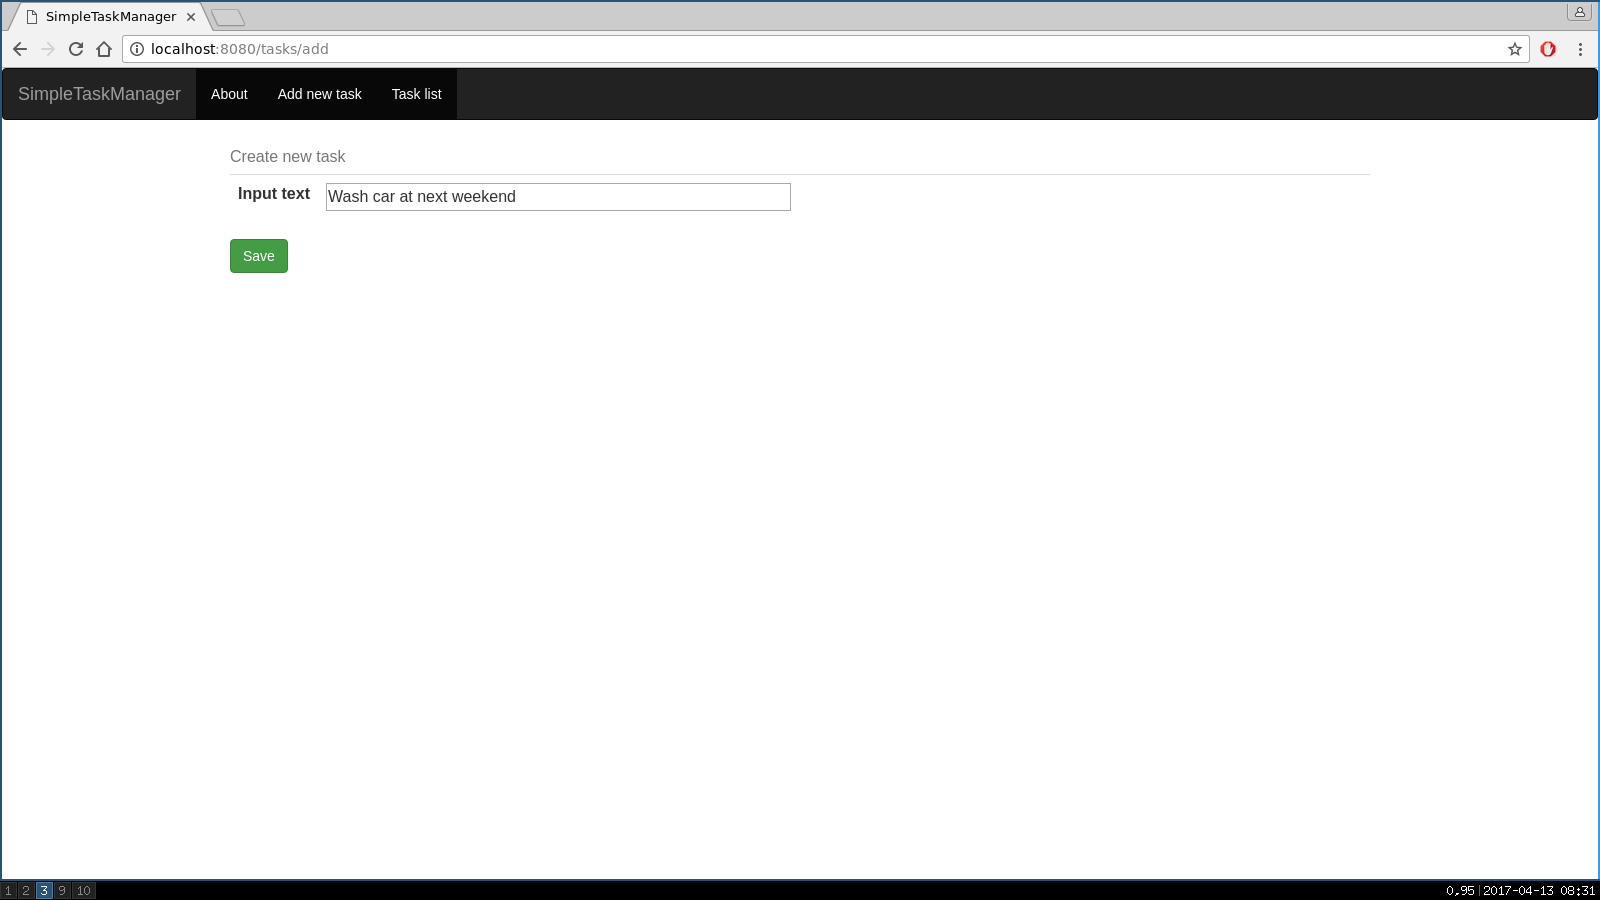 SimpleTaskManager
localhost:8080/tasks/add
SimpleTaskManager About Add new task Task list
Create new task
Input text Wash car at next weekend
Save
1 2 3 9 10 0,95 2017-04-13 08:31